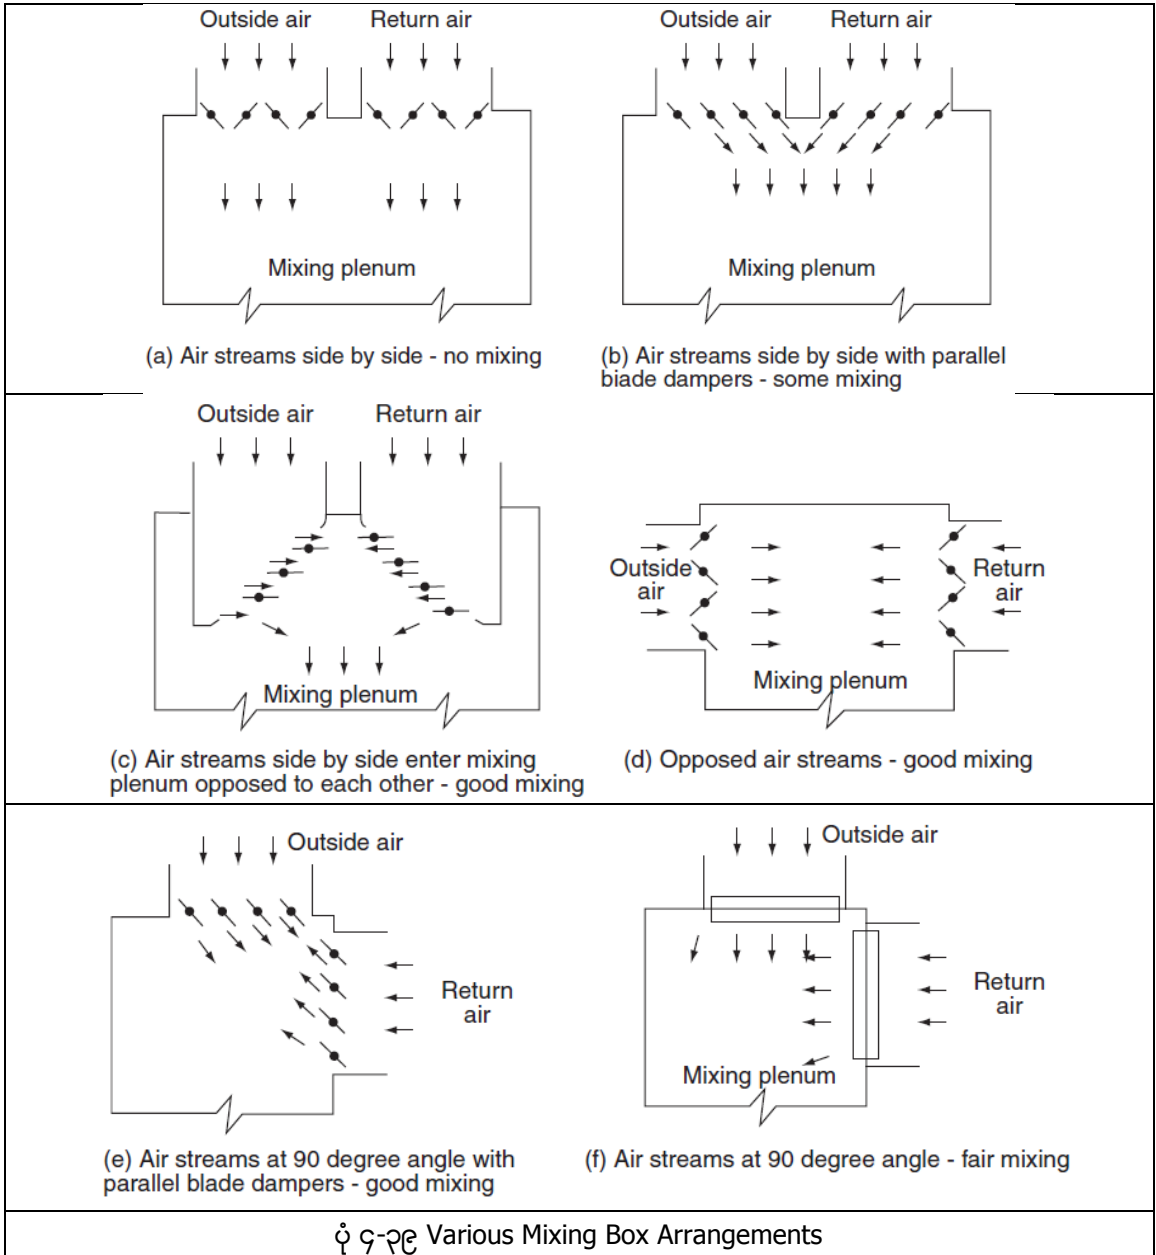 Outside air
Return air
Mixing plenum
(a) Air streams side by side - no mixing
Outside air
Return air
Mixing plenum
(b) Air streams side by side with parallel
biade dampers - some mixing
Outside air
Return air
Mixing plenum
(c) Air streams side by side enter mixing
plenum opposed to each other - good mixing
Outside
air
Return
air
Mixing plenum
(d) Opposed air streams - good mixing
Outside air
Return
air
(e) Air streams at 90 degree angle with
parallel blade dampers - good mixing
Outside air
Return
air
Mixing plenum
(f) Air streams at 90 degree angle - fair mixing
ပုံ ၄-၃၉ Various Mixing Box Arrangements